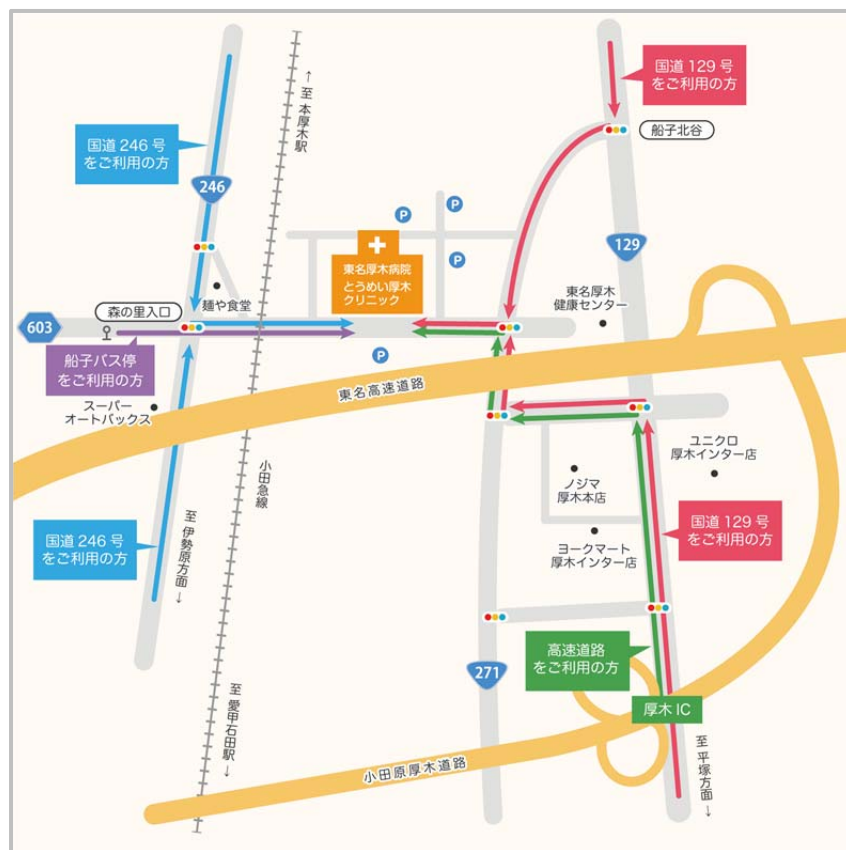 国道 129 号
をご利用の方
船子北谷
↑ 至 本厚木駅
国道 246 号
をご利用の方
246
P
P
P
129
東名厚木病院
とうめい厚木
クリニック
東名厚木
健康センター
麺や食堂
森の里入口
603
P
船子バス停
をご利用の方
東名高速道路
スーパー
オートバックス
小田急線
ユニクロ
厚木インター店
ノジマ
厚木本店
国道 129 号
をご利用の方
ヨークマート
厚木インター店
国道 246 号
をご利用の方
至 伊勢原方面 →
高速道路
をご利用の方
271
厚木 IC
至 愛甲石田駅 →
小田原厚木道路
至 平塚方面 →